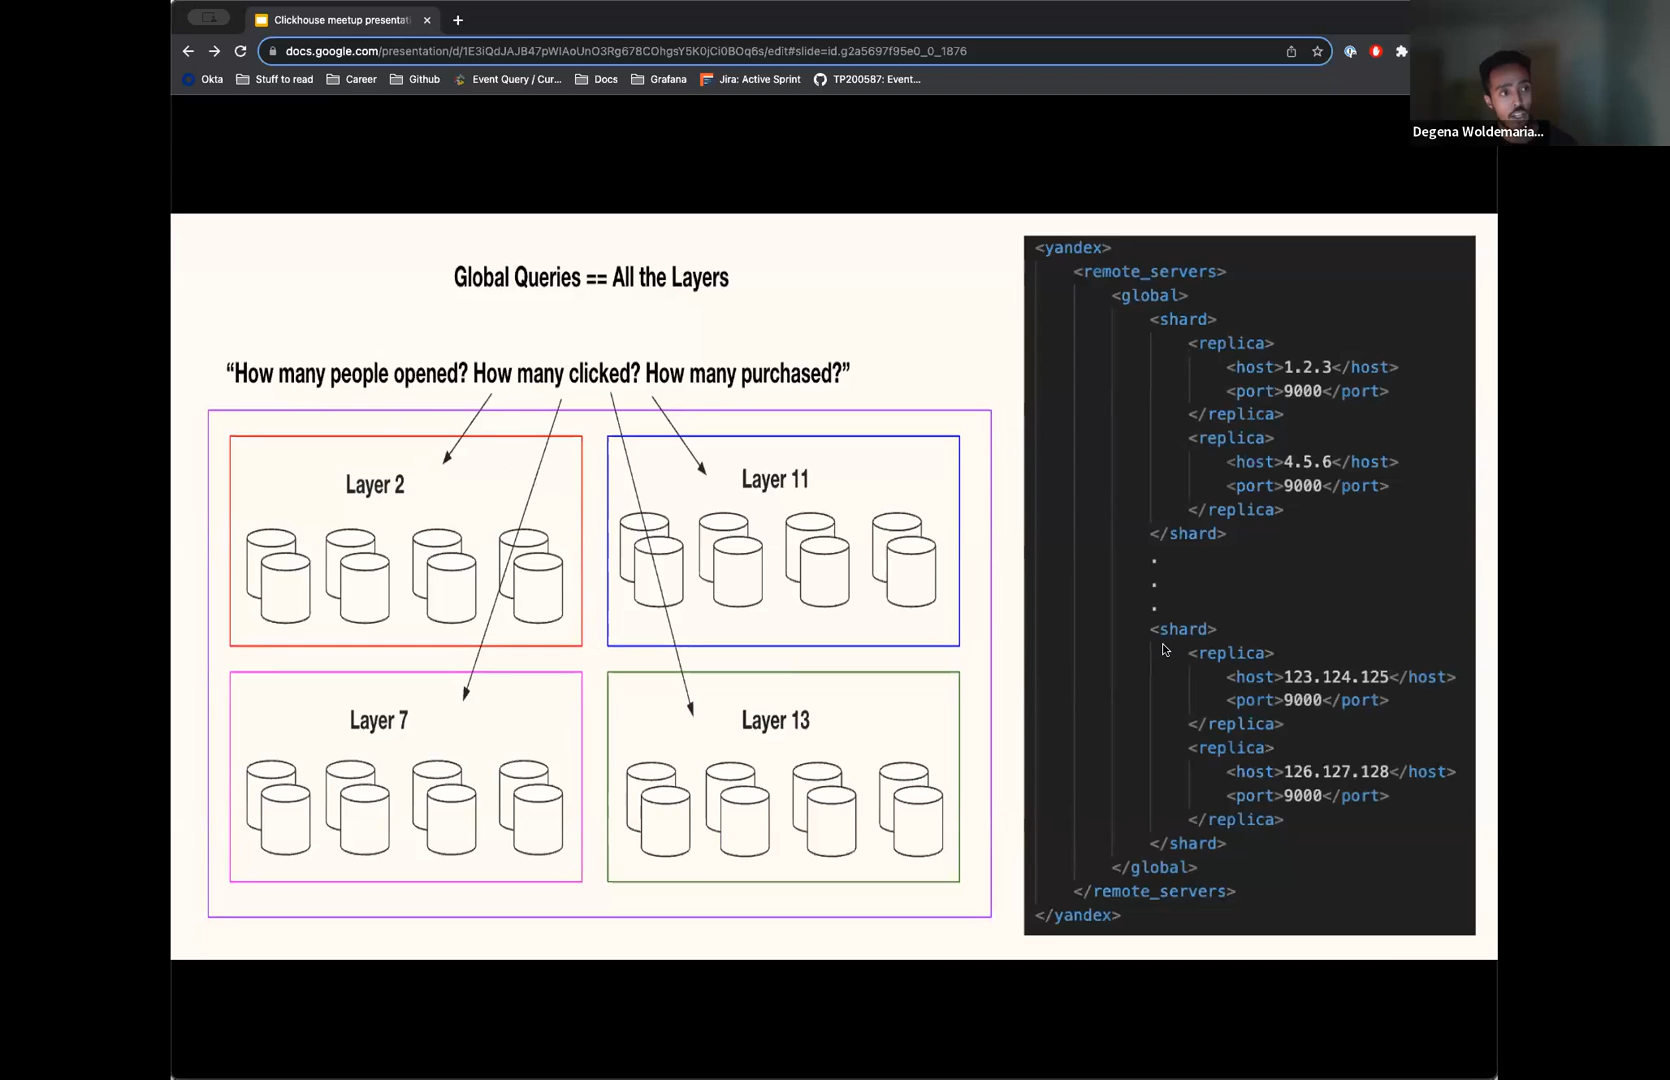 Clickhouse meetup presentati
docs.google.com/presentation/d/1E3iQdJAJB47pWIAoUnO3Rg678COhgsY5K0jCi0BOq6s/edit#slide=id.g2a5697f95e0_0_1876
Okta Stuff to read Career Github Event Query / Cur... Docs Grafana Jira: Active Sprint TP200587: Event...
Degena Woldemaria...
Global Queries == All the Layers
“How many people opened? How many clicked? How many purchased?”
Layer 2
Layer 11
Layer 7
Layer 13
<yandex>
<remote_servers>
<global>
<shard>
<replica>
<host>1.2.3</host>
<port>9000</port>
</replica>
<replica>
<host>4.5.6</host>
<port>9000</port>
</replica>
</shard>
.
.
.
<shard>
<replica>
<host>123.124.125</host>
<port>9000</port>
</replica>
<replica>
<host>126.127.128</host>
<port>9000</port>
</replica>
</shard>
</global>
</remote_servers>
</yandex>